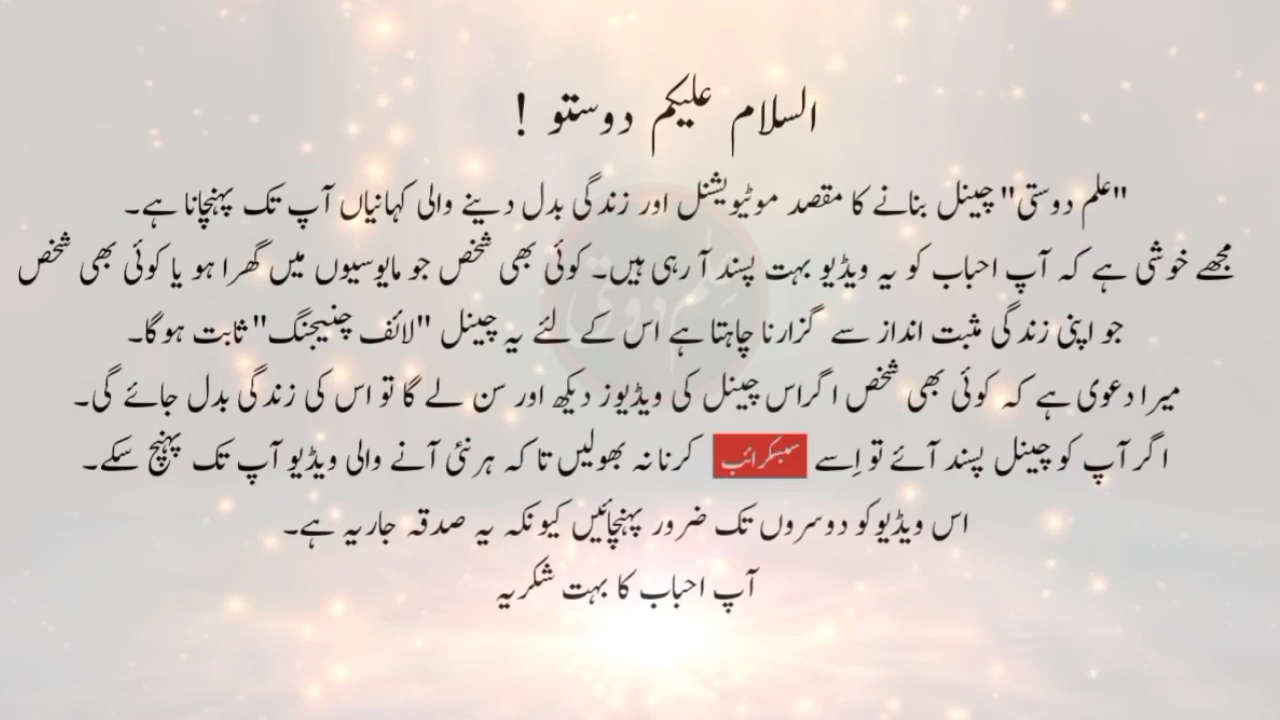 السلام علیکم دوستو !
"علم دوستی" چینل بنانے کا مقصد موٹیویشنل اور زندگی بدل دینے والی کہانیاں آپ تک پہنچانا ہے۔
مجھے خوشی ہے کہ آپ احباب کو یہ ویڈیو بہت پسند آ رہی ہیں۔ کوئی بھی شخص جو مایوسیوں میں گھرا ہو یا کوئی بھی شخص
جو اپنی زندگی مثبت انداز سے گزارنا چاہتا ہے اس کے لئے یہ چینل "لائف چنیجنگ" ثابت ہوگا۔
میرا دعوی ہے کہ کوئی بھی شخص اگر اس چینل کی ویڈیوز دیکھ اور سن لے گا تو اس کی زندگی بدل جائے گی۔
اگر آپ کو چینل پسند آئے تو اِسے سبسکرائب کرنا نہ بھولیں تا کہ ہر نئی آنے والی ویڈیو آپ تک پہنچ سکے۔
اس ویڈیو کو دوسروں تک ضرور پہنچائیں کیونکہ یہ صدقہ جاریہ ہے۔
آپ احباب کا بہت شکریہ
علم دوستی